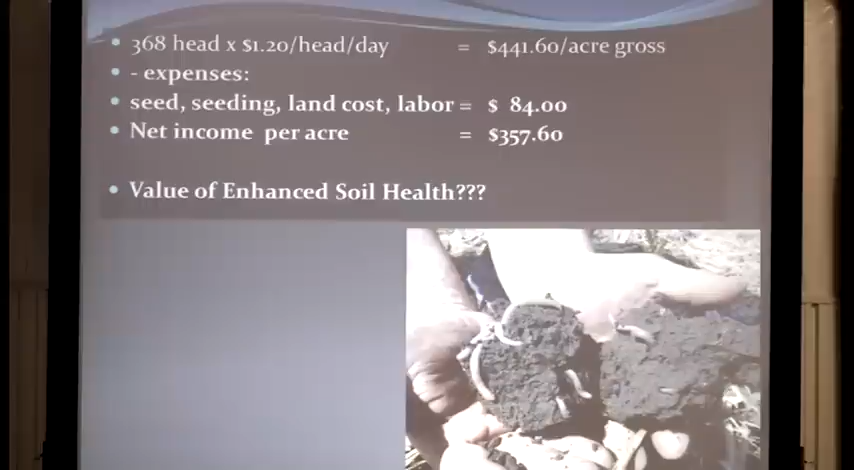 • 368 head x $1.20/head/day = $441.60/acre gross
• - expenses:
• seed, seeding, land cost, labor = $ 84.00
• Net income per acre = $357.60
• Value of Enhanced Soil Health???